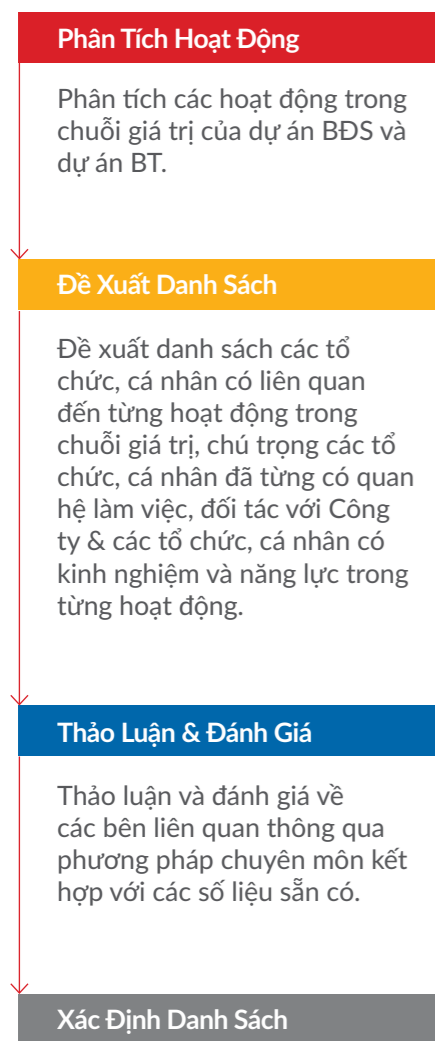 Phân Tích Hoạt Động
Phân tích các hoạt động trong
chuỗi giá trị của dự án BĐS và
dự án BT.
Đề Xuất Danh Sách
Đề xuất danh sách các tổ
chức, cá nhân có liên quan
đến từng hoạt động trong
chuỗi giá trị, chú trọng các tổ
chức, cá nhân đã từng có quan
hệ làm việc, đối tác với Công
ty & các tổ chức, cá nhân có
kinh nghiệm và năng lực trong
từng hoạt động.
Thảo Luận & Đánh Giá
Thảo luận và đánh giá về
các bên liên quan thông qua
phương pháp chuyên môn kết
hợp với các số liệu sẵn có.
Xác Định Danh Sách